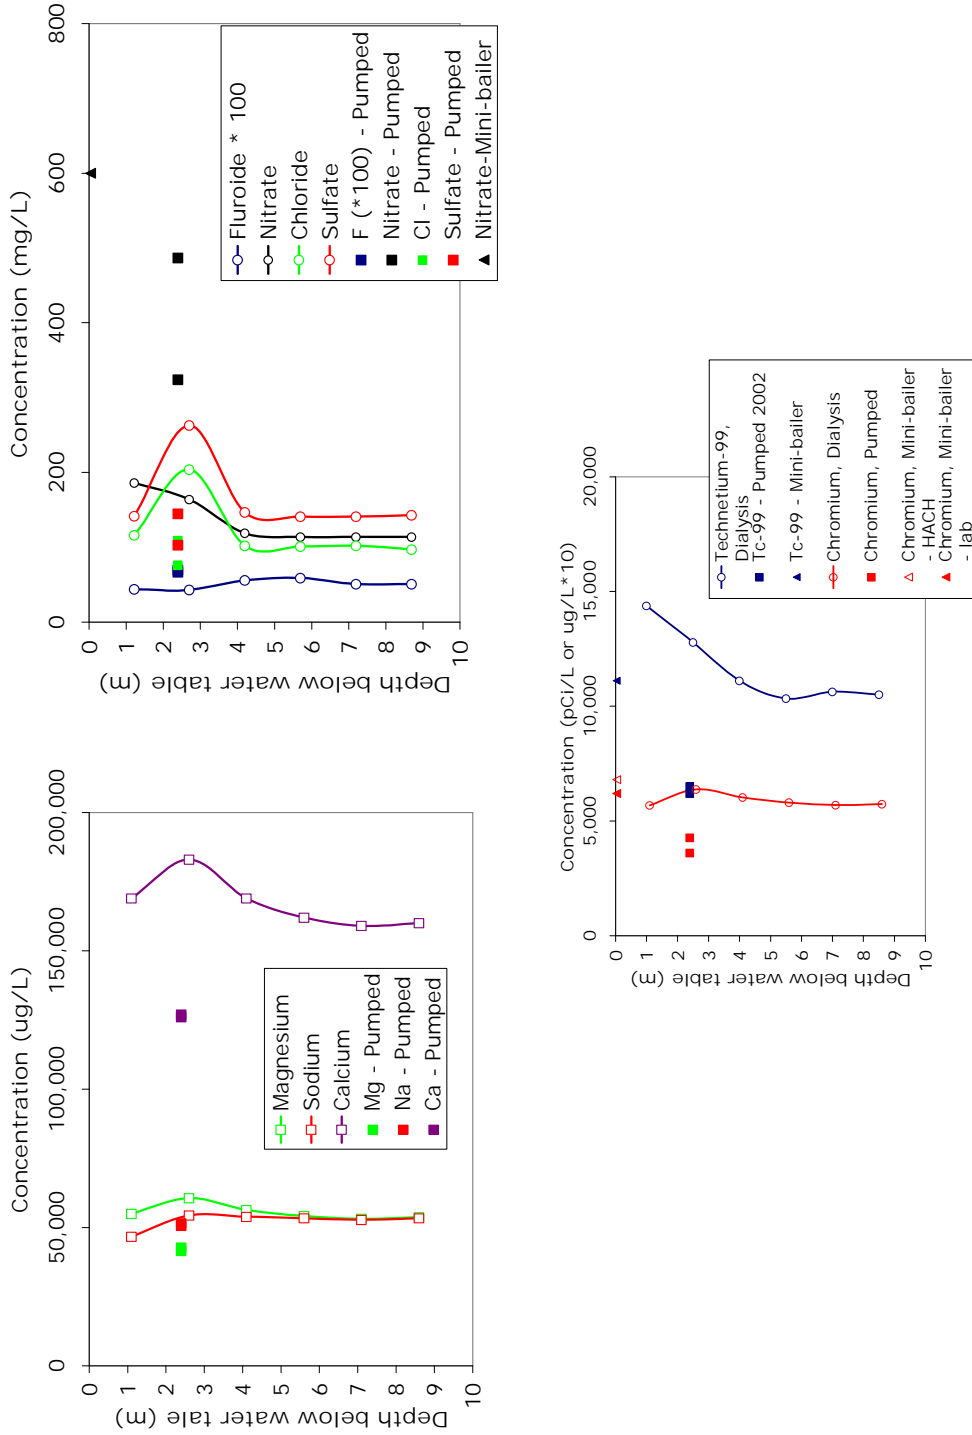 Concentration (ug/L)
0
50,000
100,000
150,000
200,000
0
1
2
3
4
5
6
7
8
9
10
Depth below water tale (m)
Magnesium
Sodium
Calcium
Mg - Pumped
Na - Pumped
Ca - Pumped
Concentration (mg/L)
0
200
400
600
800
0
1
2
3
4
5
6
7
8
9
10
Depth below water table (m)
Fluroide * 100
Nitrate
Chloride
Sulfate
F (*100) - Pumped
Nitrate - Pumped
Cl - Pumped
Sulfate - Pumped
Nitrate-Mini-bailer
Concentration (pCi/L or ug/L*10)
0
5,000
10,000
15,000
20,000
0
1
2
3
4
5
6
7
8
9
10
Depth below water table (m)
Technetium-99,
Dialysis
Tc-99 - Pumped 2002
Tc-99 - Mini-bailer
Chromium, Dialysis
Chromium, Pumped
Chromium, Mini-bailer
- HACH
Chromium, Mini-bailer
- lab